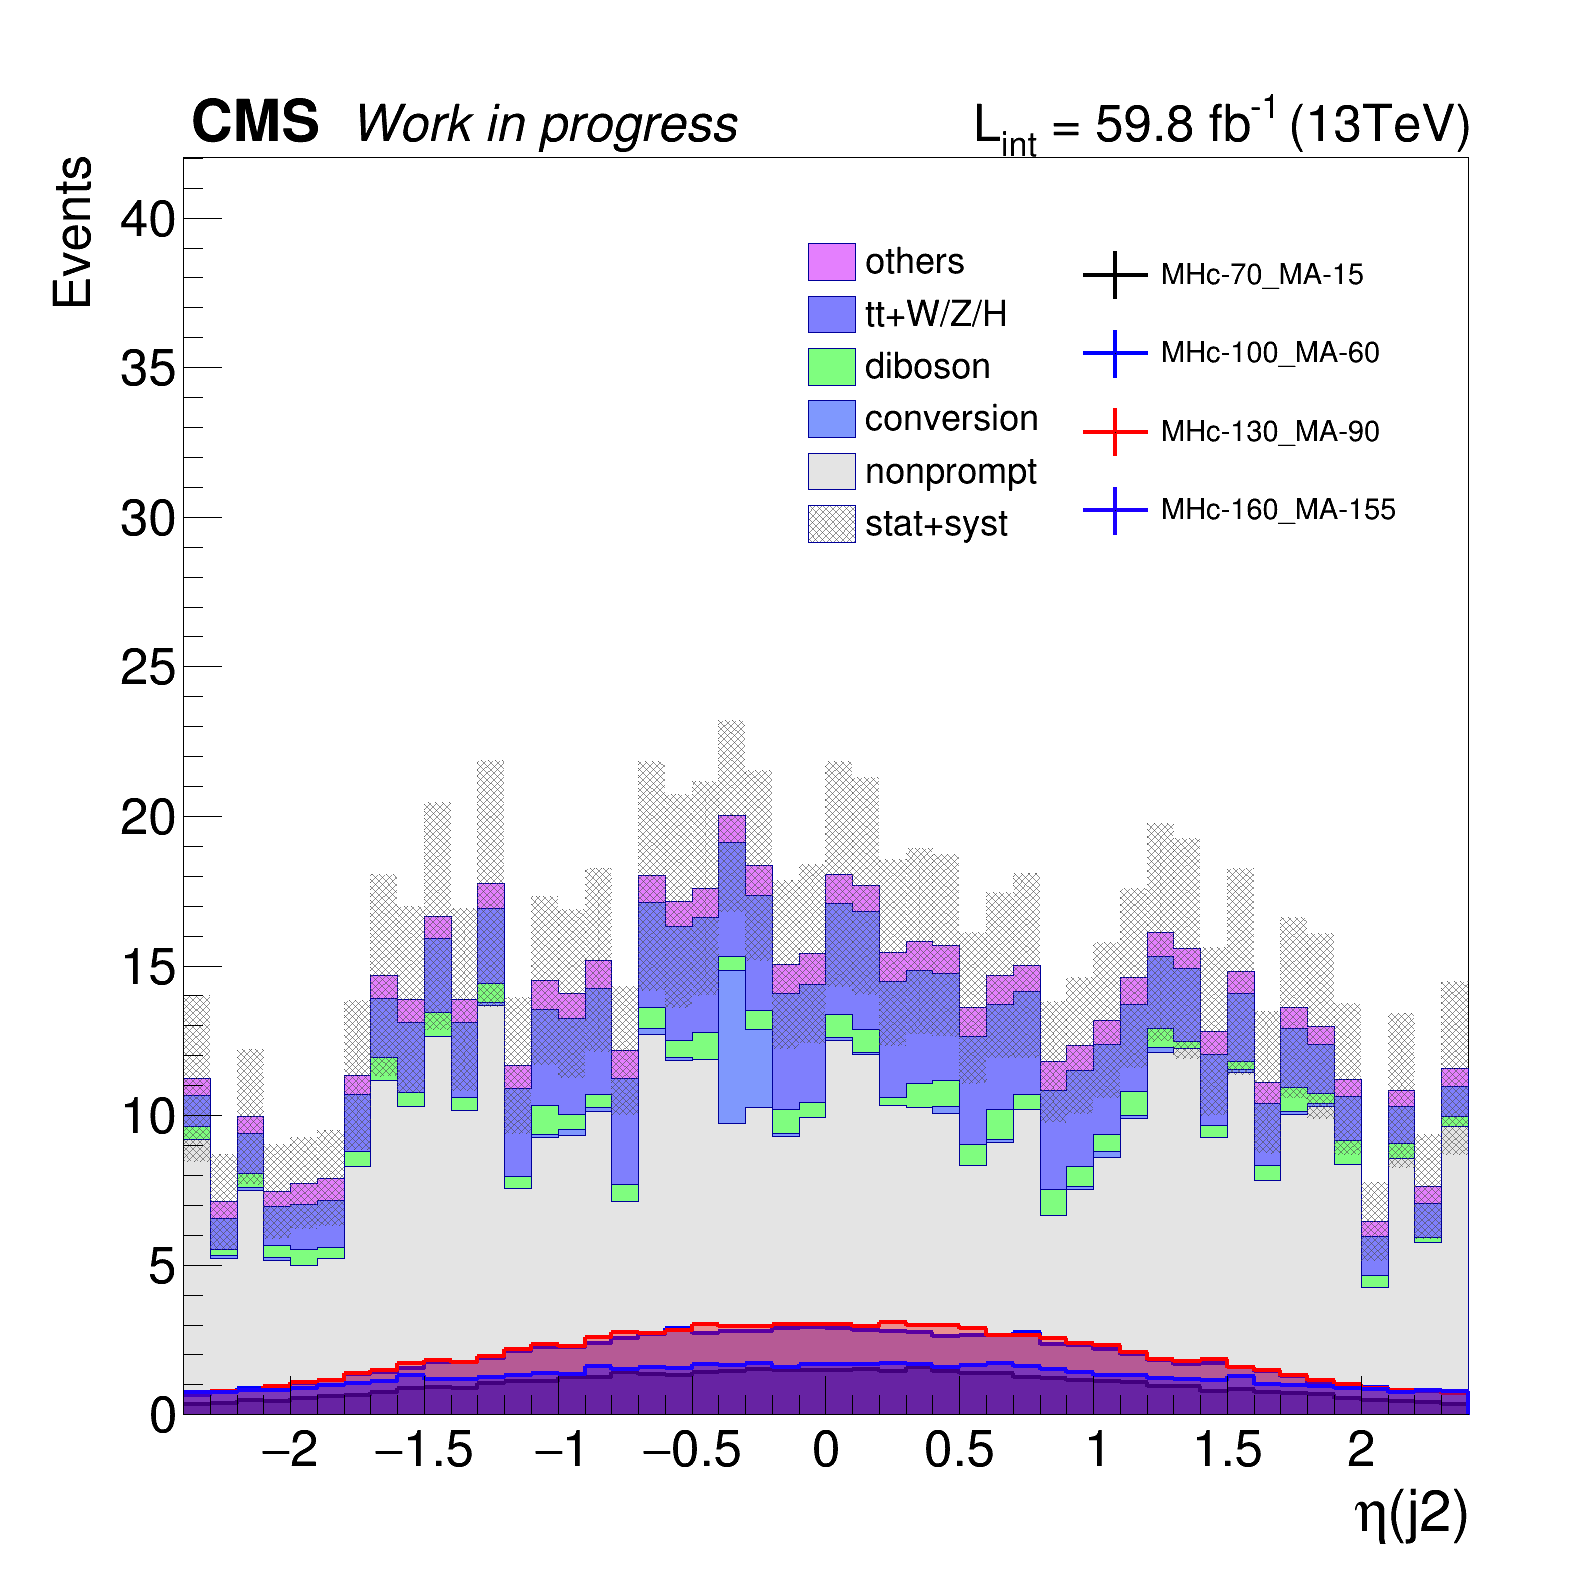 CMS Work in progress L_int = 59.8 fb^-1 (13TeV)
Events
40
35
30
25
20
15
10
5
0
others
tt+W/Z/H
diboson
conversion
nonprompt
stat+syst
MHc-70_MA-15
MHc-100_MA-60
MHc-130_MA-90
MHc-160_MA-155
−2 −1.5 −1 −0.5 0 0.5 1 1.5 2
η(j2)